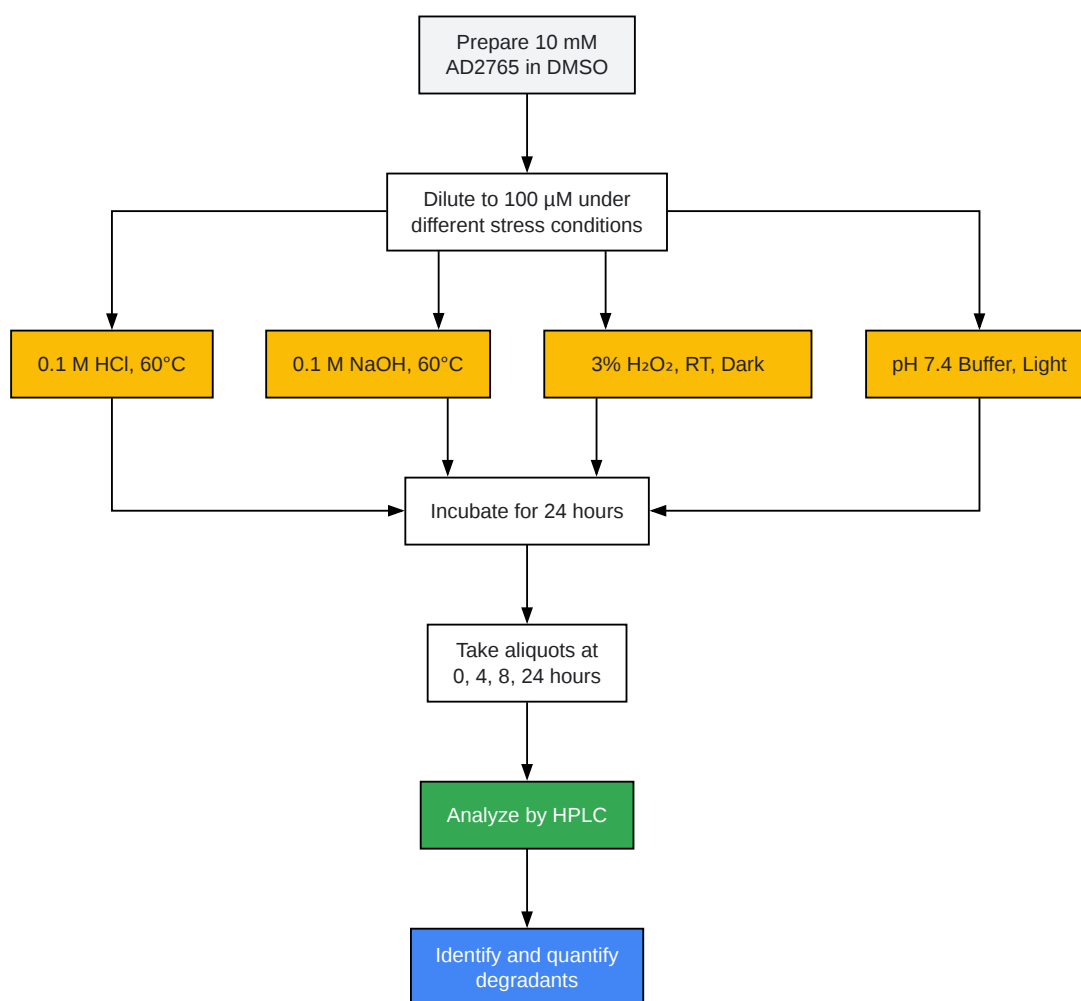 Prepare 10 mM
AD2765 in DMSO
Dilute to 100 µM under
different stress conditions
0.1 M HCl, 60°C
0.1 M NaOH, 60°C
3% H₂O₂, RT, Dark
pH 7.4 Buffer, Light
Incubate for 24 hours
Take aliquots at
0, 4, 8, 24 hours
Analyze by HPLC
Identify and quantify
degradants